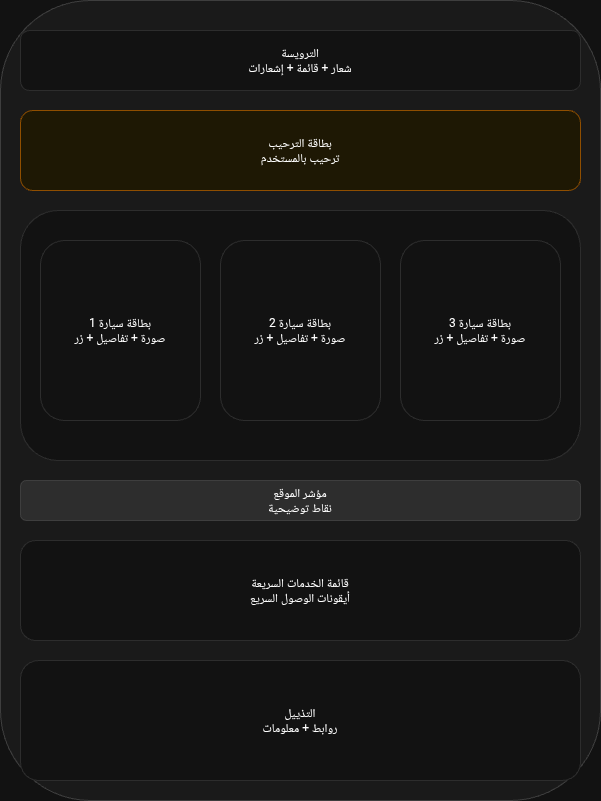 الترويسة
شعار + قائمة + إشعارات
بطاقة الترحيب
ترحيب بالمستخدم
بطاقة سيارة 3
صورة + تفاصيل + زر
بطاقة سيارة 2
صورة + تفاصيل + زر
بطاقة سيارة 1
صورة + تفاصيل + زر
مؤشر الموقع
نقاط توضيحية
قائمة الخدمات السريعة
أيقونات الوصول السريع
التذييل
روابط + معلومات